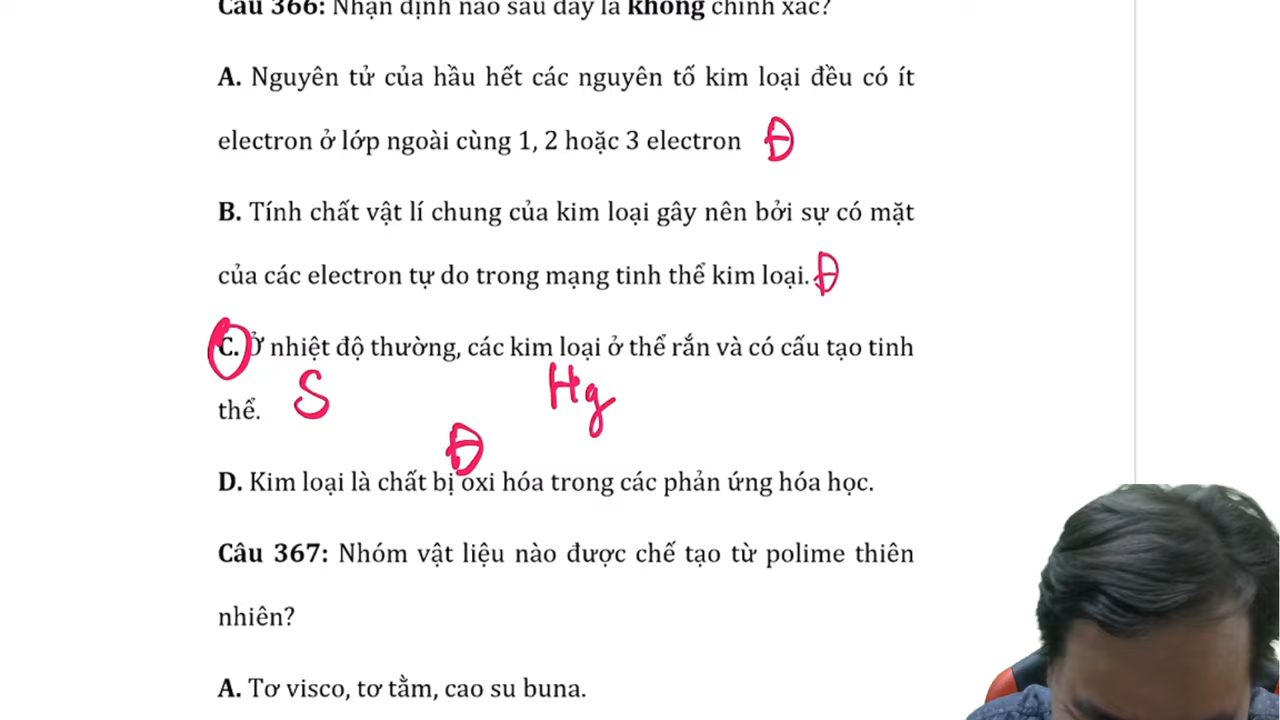 Câu 366: Nhận định nào sau đây là không chính xác?
A. Nguyên tử của hầu hết các nguyên tố kim loại đều có ít
electron ở lớp ngoài cùng 1, 2 hoặc 3 electron Đ
B. Tính chất vật lí chung của kim loại gây nên bởi sự có mặt
của các electron tự do trong mạng tinh thể kim loại. Đ
C. Ở nhiệt độ thường, các kim loại ở thể rắn và có cấu tạo tinh
thể. S Hg
Đ
D. Kim loại là chất bị oxi hóa trong các phản ứng hóa học.
Câu 367: Nhóm vật liệu nào được chế tạo từ polime thiên
nhiên?
A. Tơ visco, tơ tằm, cao su buna.